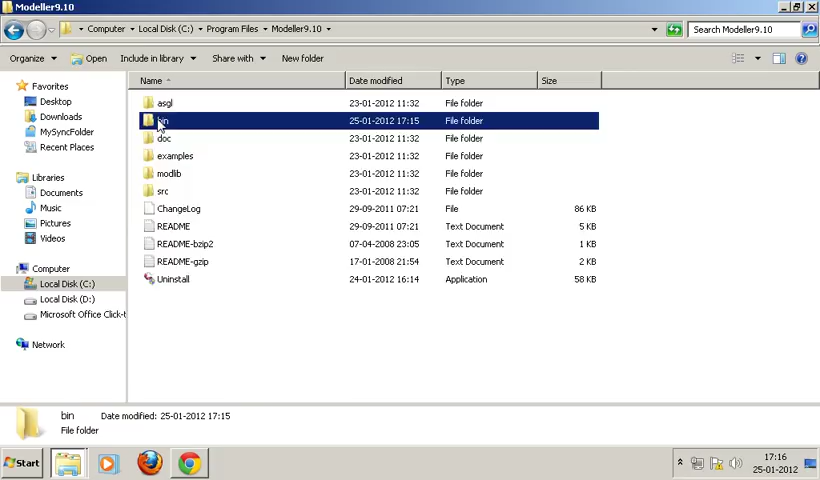 Modeller9.10
Computer Local Disk (C:) Program Files Modeller9.10 Search Modeller9.10
Organize Open Include in library Share with New folder
Favorites
Desktop
Downloads
MySyncFolder
Recent Places
Libraries
Documents
Music
Pictures
Videos
Computer
Local Disk (C:)
Local Disk (D:)
Microsoft Office Click-t
Network
Name Date modified Type Size
asgl 23-01-2012 11:32 File folder
bin 25-01-2012 17:15 File folder
doc 23-01-2012 11:32 File folder
examples 23-01-2012 11:32 File folder
modlib 23-01-2012 11:32 File folder
src 23-01-2012 11:32 File folder
ChangeLog 29-09-2011 07:21 File 86 KB
README 29-09-2011 07:21 Text Document 5 KB
README-bzip2 07-04-2008 23:05 Text Document 1 KB
README-gzip 17-01-2008 21:54 Text Document 2 KB
Uninstall 24-01-2012 16:14 Application 58 KB
bin Date modified: 25-01-2012 17:15
File folder
Start
17:16
25-01-2012